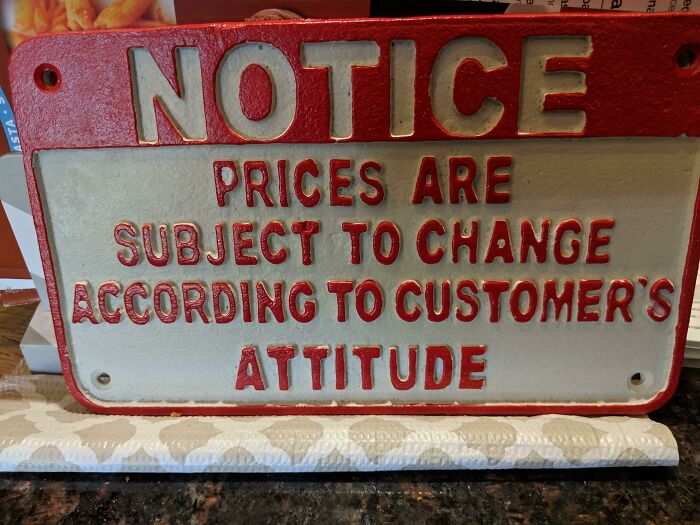 NOTICE
PRICES ARE
SUBJECT TO CHANGE
ACCORDING TO CUSTOMER'S
ATTITUDE